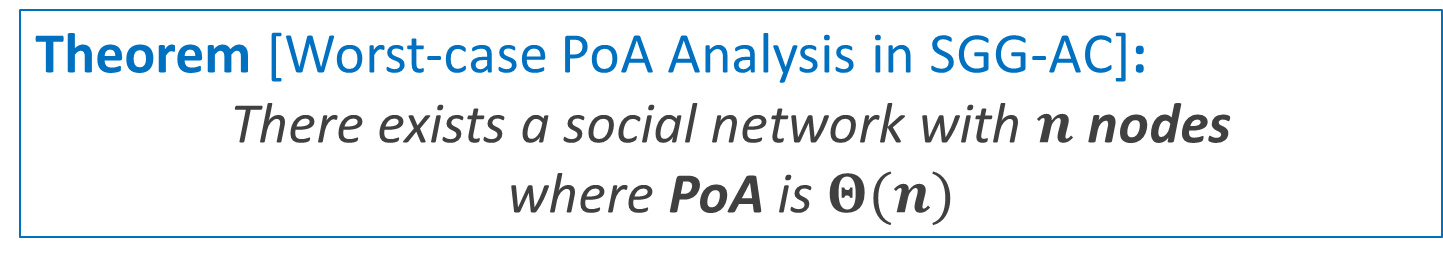 Theorem [Worst-case PoA Analysis in SGG-AC]:
There exists a social network with n nodes
where PoA is Θ(n)